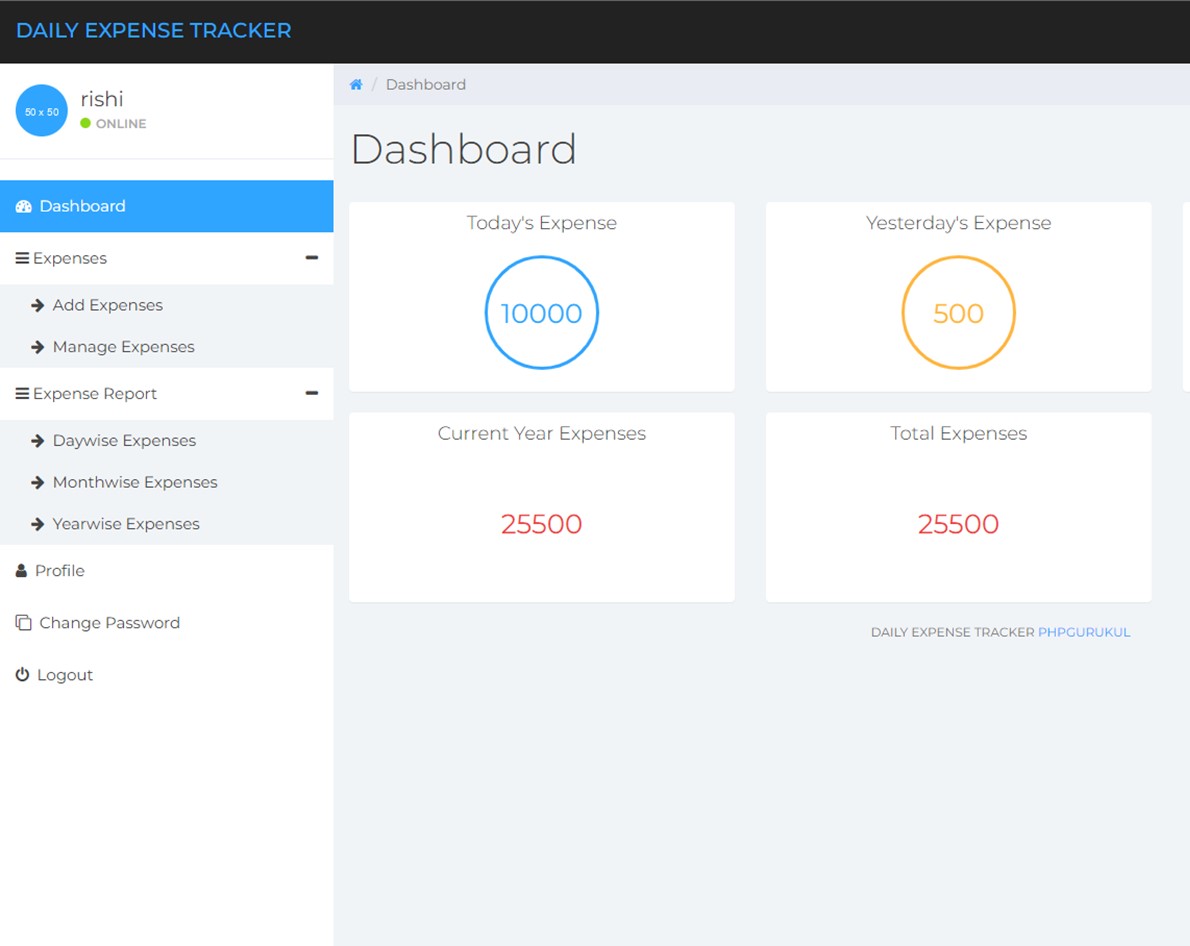 DAILY EXPENSE TRACKER
50 x 50
rishi
ONLINE
Dashboard
Expenses
Add Expenses
Manage Expenses
Expense Report
Daywise Expenses
Monthwise Expenses
Yearwise Expenses
Profile
Change Password
Logout
/ Dashboard
Dashboard
Today's Expense
10000
Yesterday's Expense
500
Current Year Expenses
25500
Total Expenses
25500
DAILY EXPENSE TRACKER PHPGURUKUL